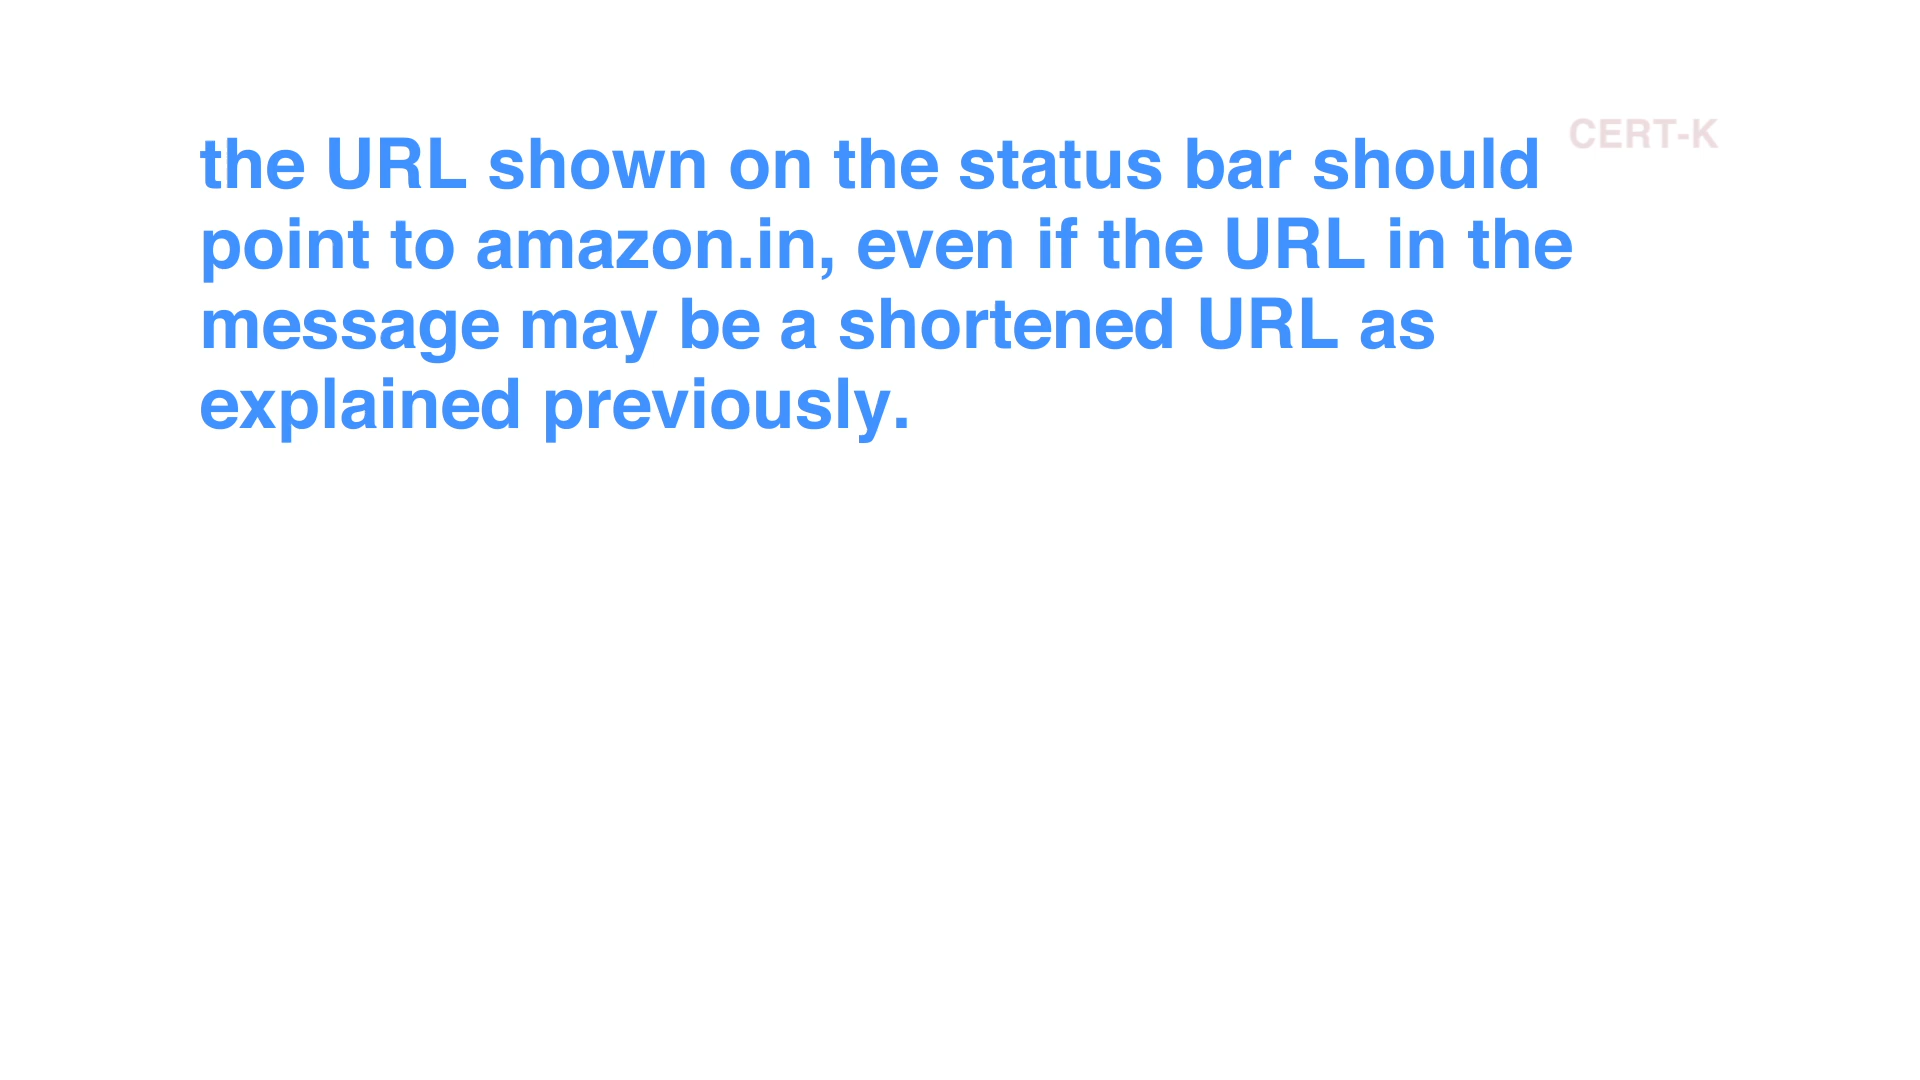 CERT-K
the URL shown on the status bar should
point to amazon.in, even if the URL in the
message may be a shortened URL as
explained previously.